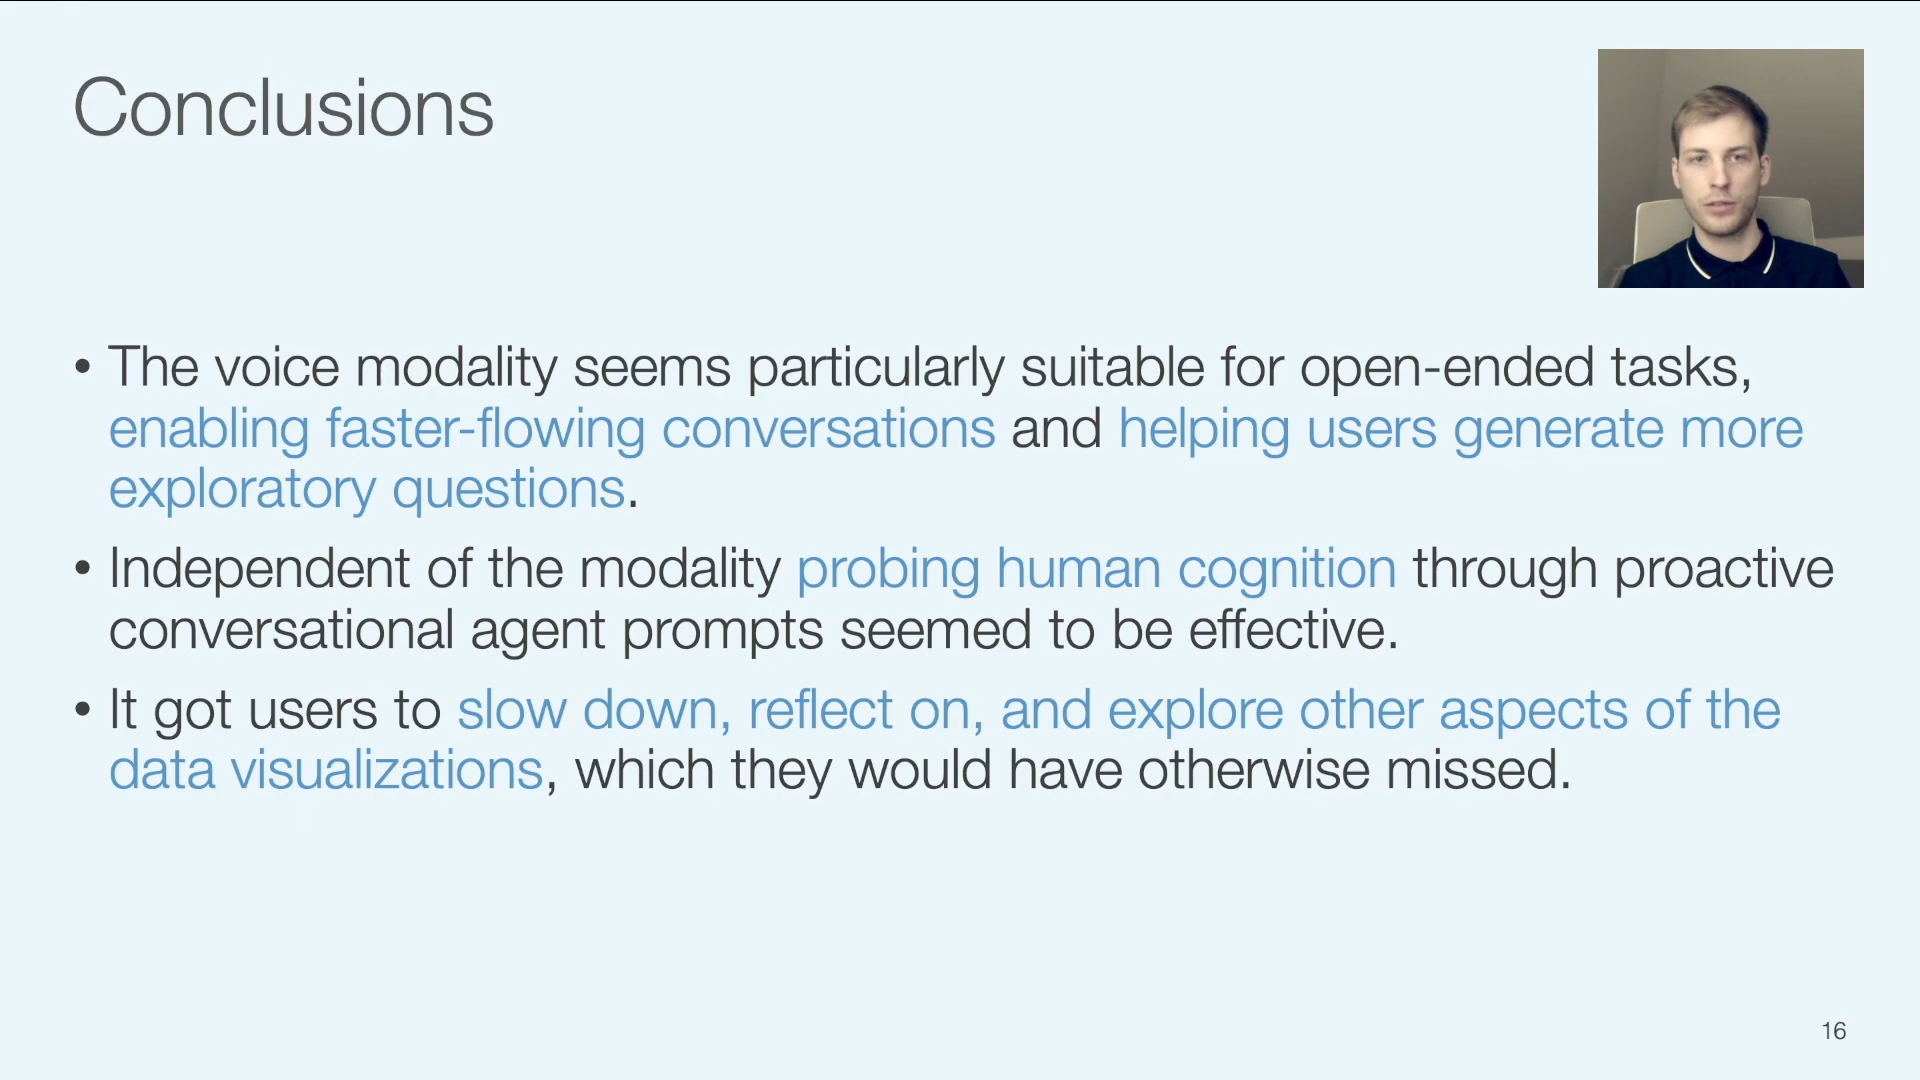 Conclusions
• The voice modality seems particularly suitable for open-ended tasks,
enabling faster-flowing conversations and helping users generate more
exploratory questions.
• Independent of the modality probing human cognition through proactive
conversational agent prompts seemed to be effective.
• It got users to slow down, reflect on, and explore other aspects of the
data visualizations, which they would have otherwise missed.
16